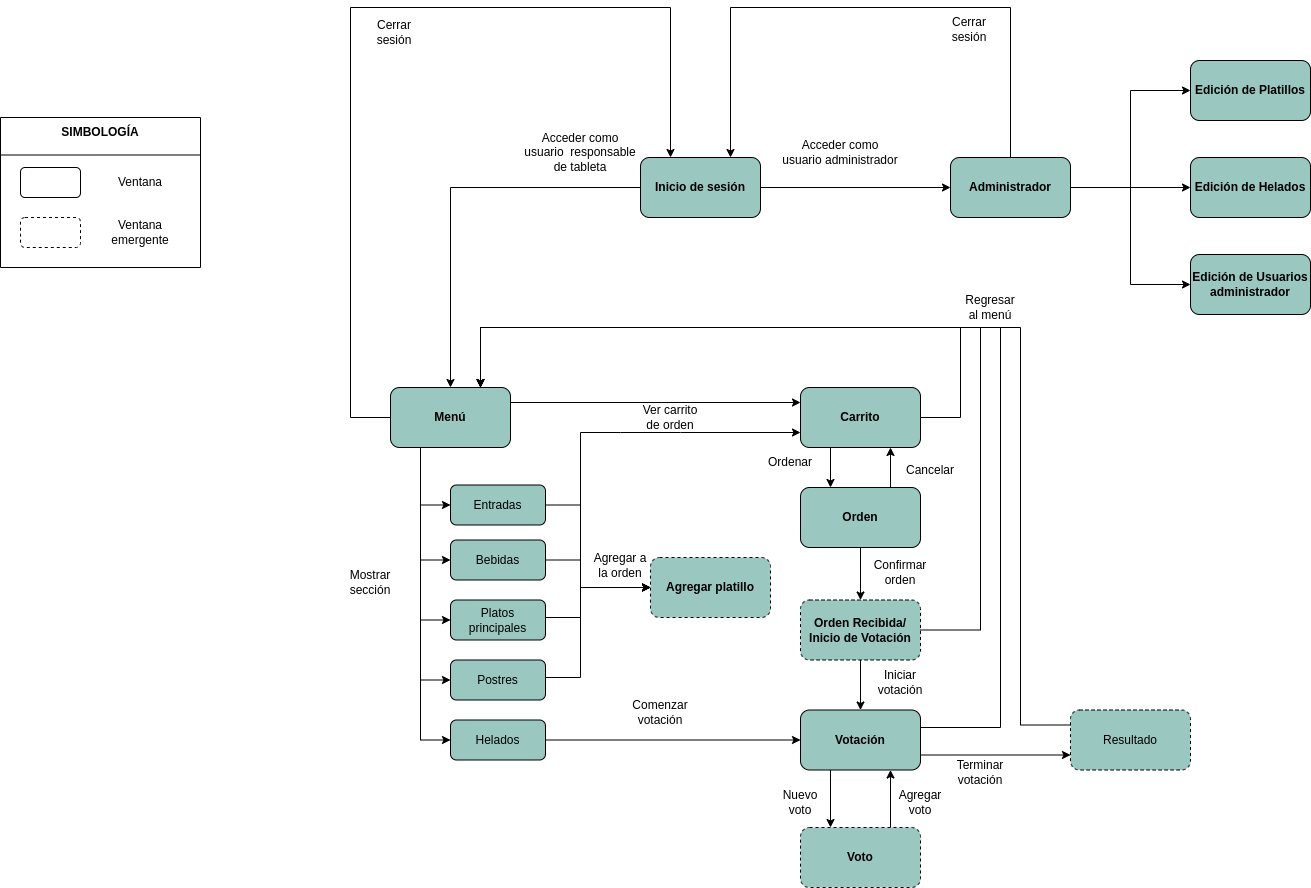 Cerrar
sesión
Cerrar
sesión
Edición de Platillos
SIMBOLOGÍA
Ventana
Ventana
emergente
Acceder como
usuario responsable
de tableta
Acceder como
usuario administrador
Inicio de sesión
Administrador
Edición de Helados
Edición de Usuarios
administrador
Regresar
al menú
Menú
Ver carrito
de orden
Carrito
Ordenar
Cancelar
Entradas
Orden
Bebidas
Agregar a
la orden
Agregar platillo
Confirmar
orden
Mostrar
sección
Platos
principales
Orden Recibida/
Inicio de Votación
Postres
Iniciar
votación
Comenzar
votación
Helados
Votación
Resultado
Terminar
votación
Nuevo
voto
Agregar
voto
Voto